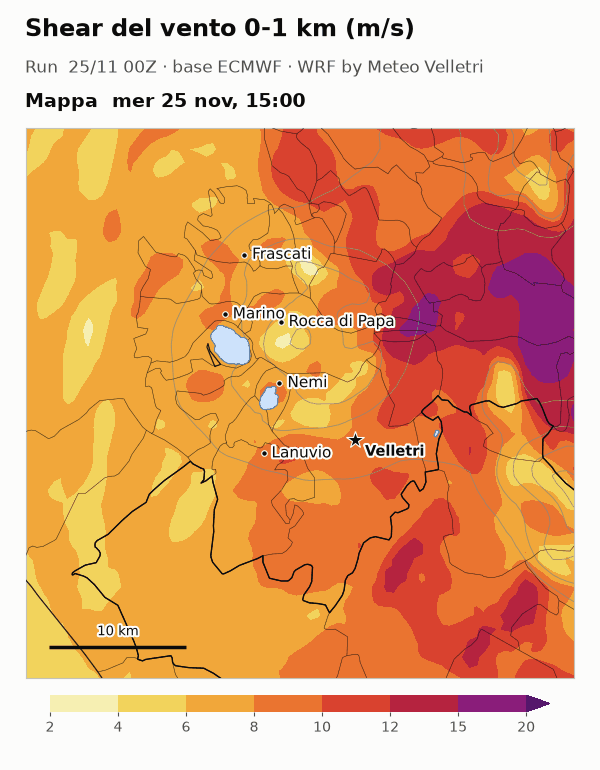 Shear del vento 0-1 km (m/s)
Run  25/11 00Z · base ECMWF · WRF by Meteo Velletri
Mappa  mer 25 nov, 15:00
Frascati
Marino
Rocca di Papa
Nemi
Velletri
Lanuvio
10 km
2 4 6 8 10 12 15 20